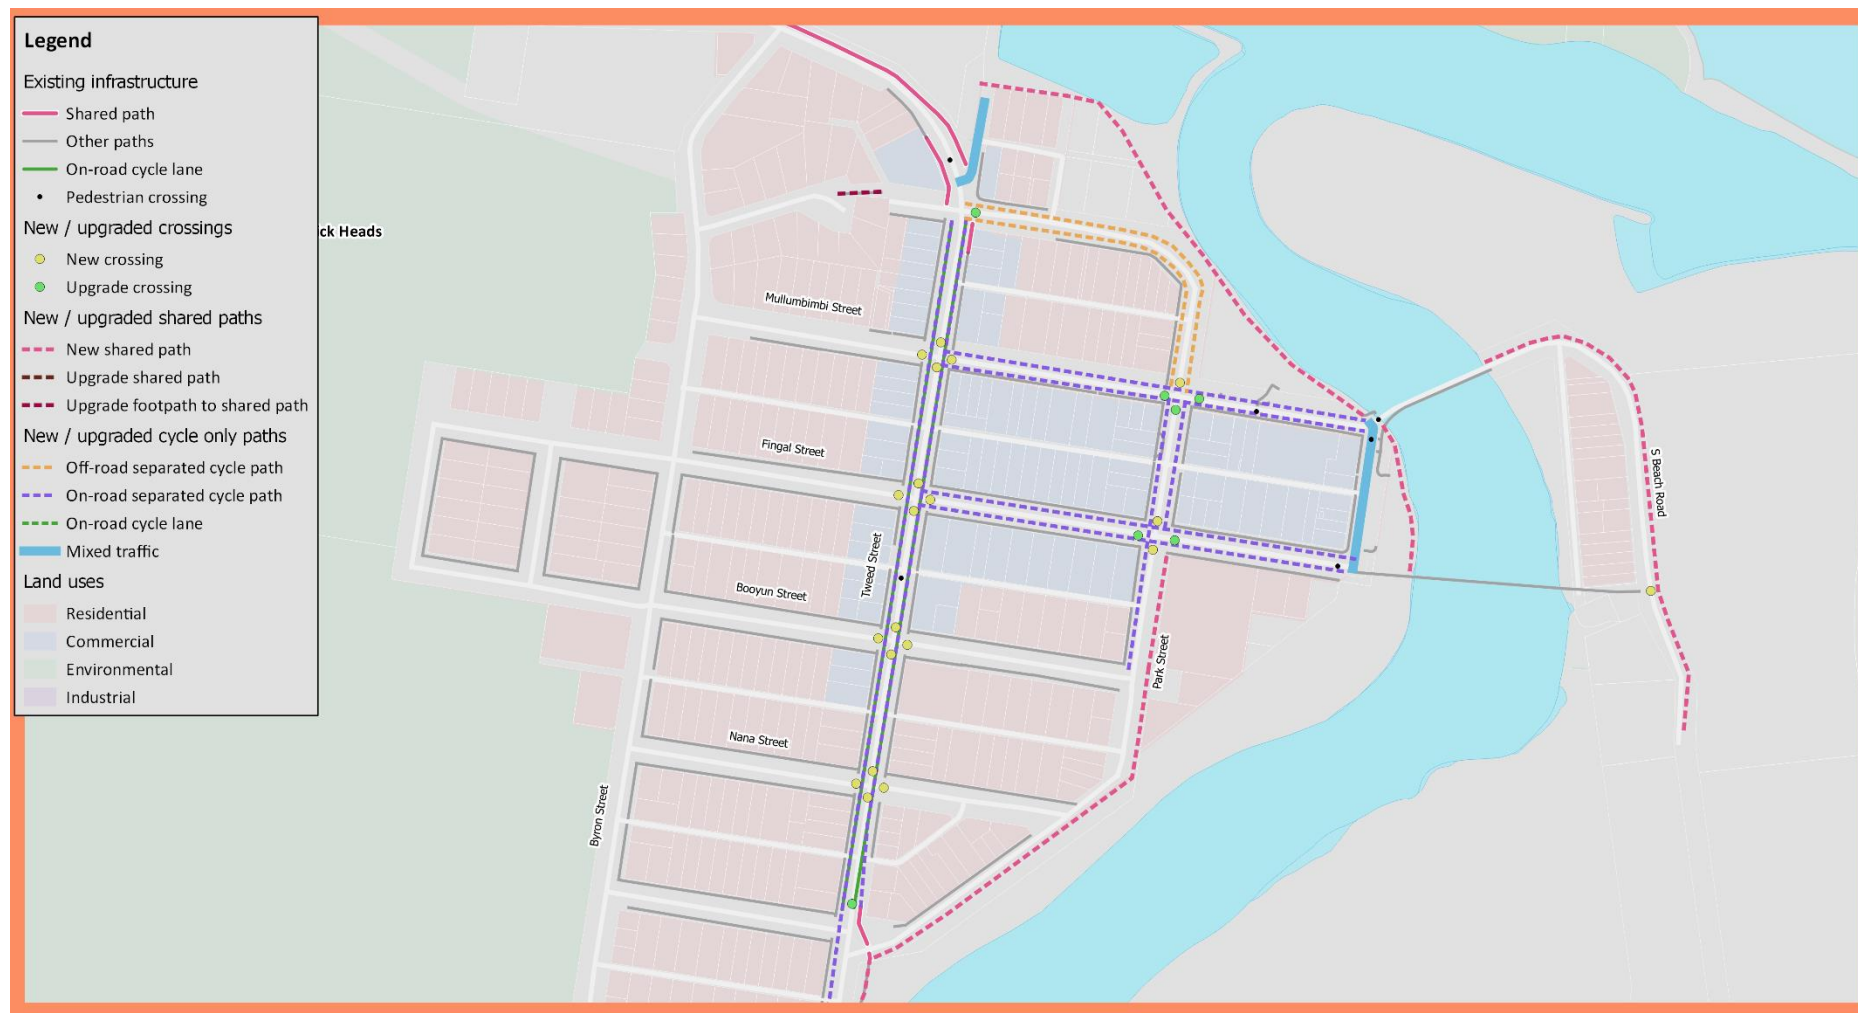 Legend
Existing infrastructure
Shared path
Other paths
On-road cycle lane
Pedestrian crossing
New / upgraded crossings
New crossing
Upgrade crossing
New / upgraded shared paths
New shared path
Upgrade shared path
Upgrade footpath to shared path
New / upgraded cycle only paths
Off-road separated cycle path
On-road separated cycle path
On-road cycle lane
Mixed traffic
Land uses
Residential
Commercial
Environmental
Industrial
ck Heads
Mullumbimbi Street
Fingal Street
Tweed Street
Booyun Street
Nana Street
Byron Street
Park Street
S Beach Road